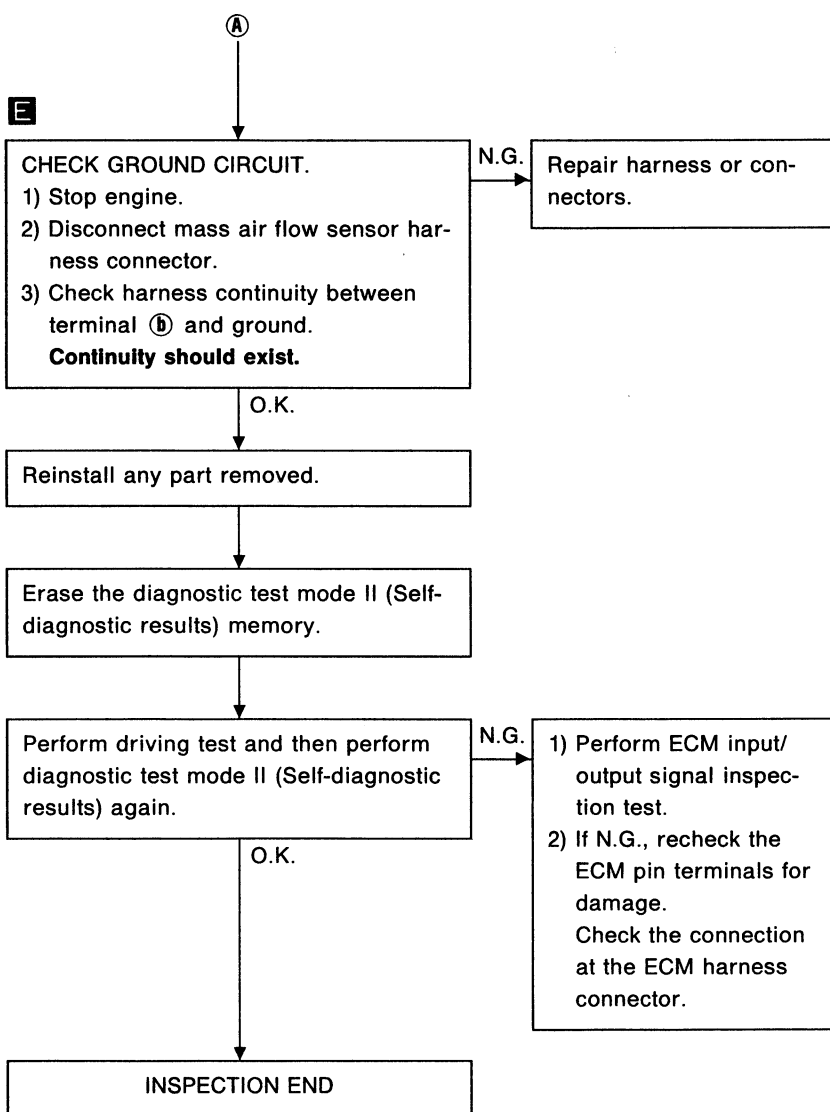 Ⓐ
E
CHECK GROUND CIRCUIT.
1) Stop engine.
2) Disconnect mass air flow sensor har-
ness connector.
3) Check harness continuity between
terminal ⓑ and ground.
Continuity should exist.
N.G.
Repair harness or con-
nectors.
O.K.
Reinstall any part removed.
Erase the diagnostic test mode II (Self-
diagnostic results) memory.
Perform driving test and then perform
diagnostic test mode II (Self-diagnostic
results) again.
N.G.
1) Perform ECM input/
output signal inspec-
tion test.
2) If N.G., recheck the
ECM pin terminals for
damage.
Check the connection
at the ECM harness
connector.
O.K.
INSPECTION END